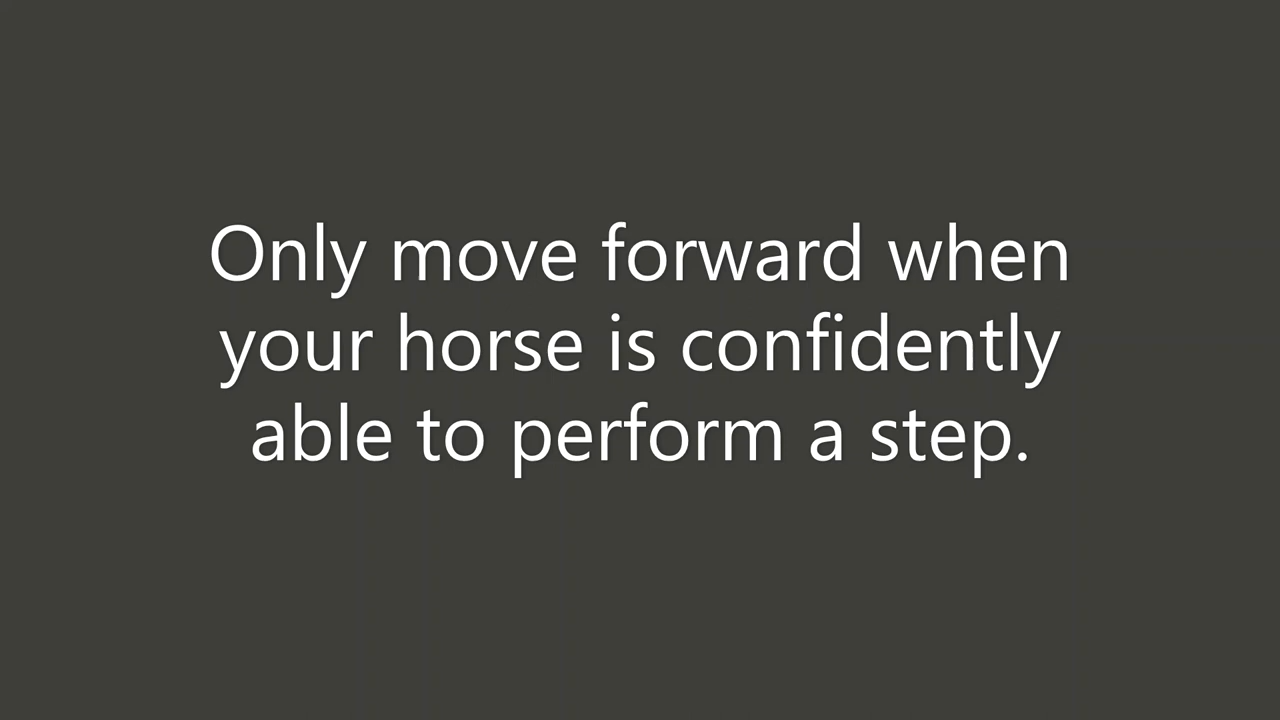 Only move forward when
your horse is confidently
able to perform a step.